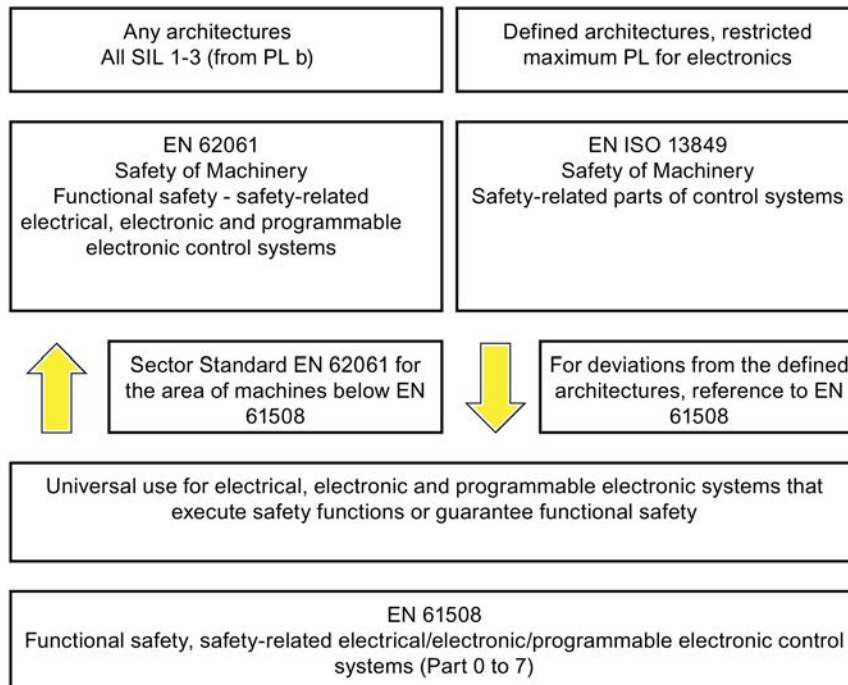 Any architectures
All SIL 1-3 (from PL b)
Defined architectures, restricted
maximum PL for electronics
EN 62061
Safety of Machinery
Functional safety - safety-related
electrical, electronic and programmable
electronic control systems
EN ISO 13849
Safety of Machinery
Safety-related parts of control systems
Sector Standard EN 62061 for
the area of machines below EN
61508
For deviations from the defined
architectures, reference to EN
61508
Universal use for electrical, electronic and programmable electronic systems that
execute safety functions or guarantee functional safety
EN 61508
Functional safety, safety-related electrical/electronic/programmable electronic control
systems (Part 0 to 7)